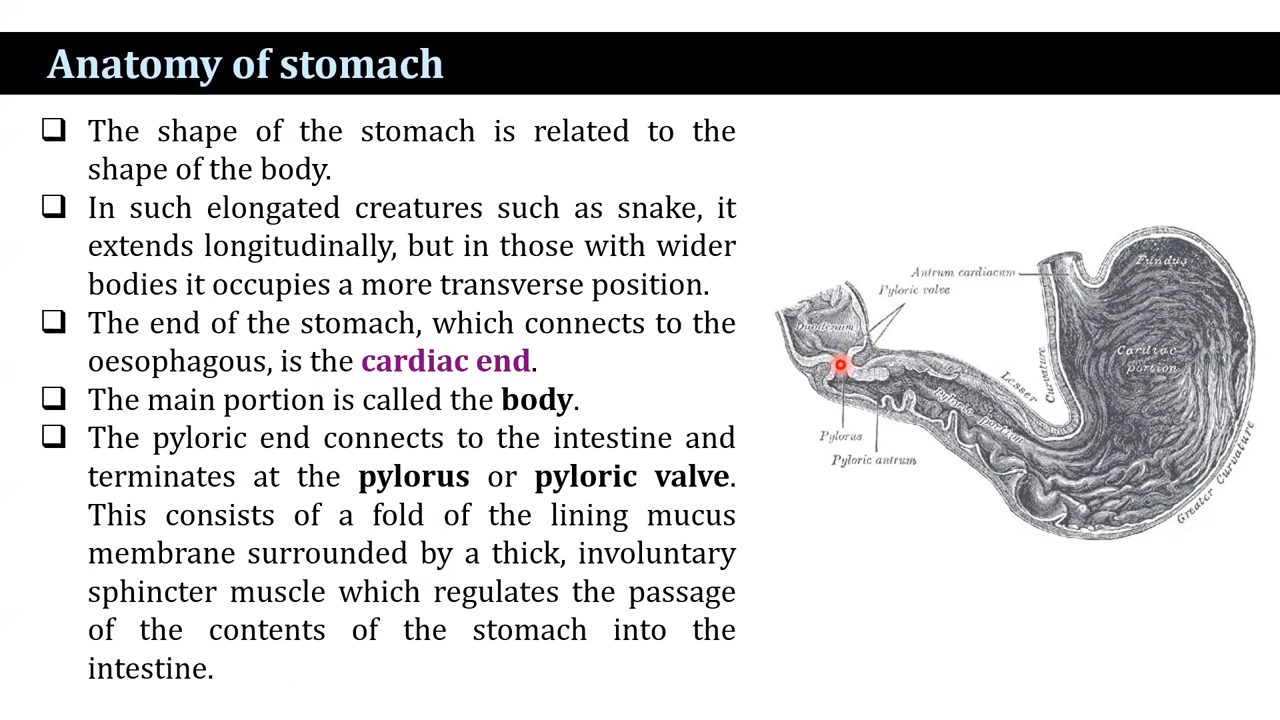 Anatomy of stomach
❑ The shape of the stomach is related to the
shape of the body.
❑ In such elongated creatures such as snake, it
extends longitudinally, but in those with wider
bodies it occupies a more transverse position.
❑ The end of the stomach, which connects to the
oesophagous, is the cardiac end.
❑ The main portion is called the body.
❑ The pyloric end connects to the intestine and
terminates at the pylorus or pyloric valve.
This consists of a fold of the lining mucus
membrane surrounded by a thick, involuntary
sphincter muscle which regulates the passage
of the contents of the stomach into the
intestine.
Fundus
Antrum cardiacum
Pyloric valve
Duodenum
Cardiac
portion
Lesser
Curvature
Pyloric portion
Pylorus
Pyloric antrum
Greater Curvature